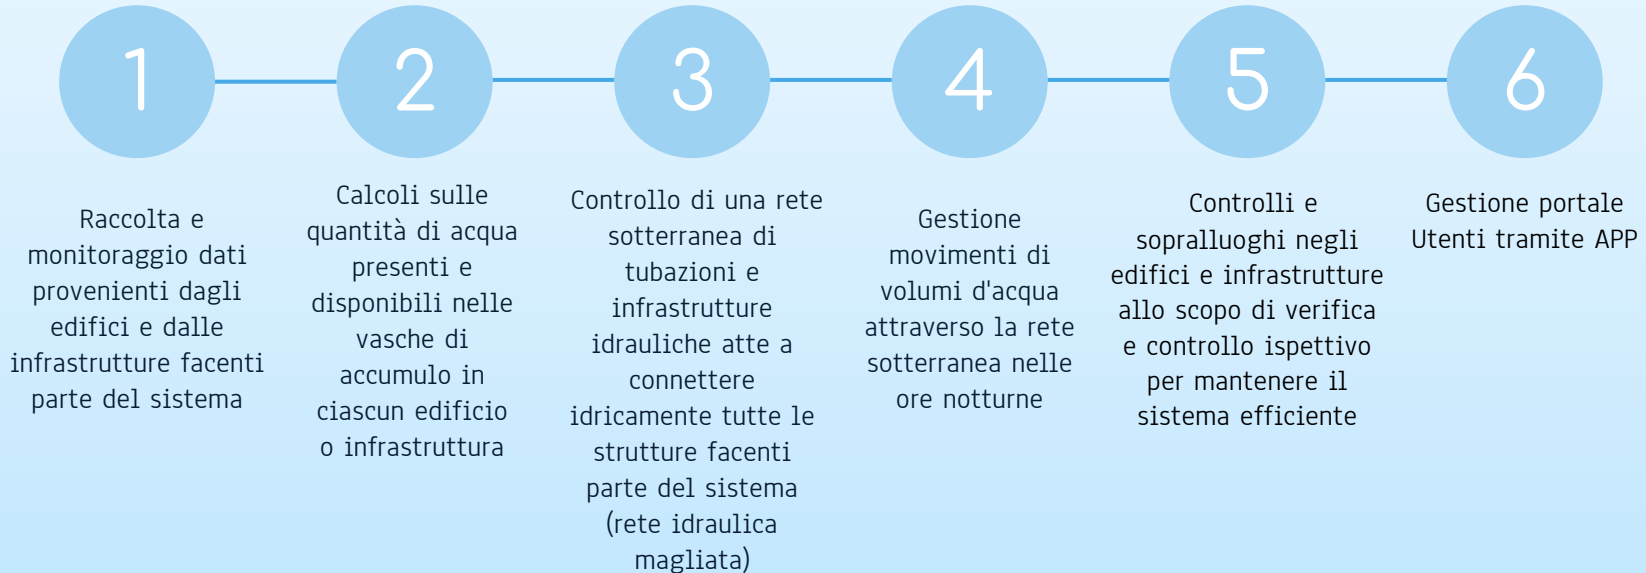 1
Raccolta e
monitoraggio dati
provenienti dagli
edifici e dalle
infrastrutture facenti
parte del sistema
2
Calcoli sulle
quantità di acqua
presenti e
disponibili nelle
vasche di
accumulo in
ciascun edificio
o infrastruttura
3
Controllo di una rete
sotterranea di
tubazioni e
infrastrutture
idrauliche atte a
connettere
idricamente tutte le
strutture facenti
parte del sistema
(rete idraulica
magliata)
4
Gestione
movimenti di
volumi d'acqua
attraverso la rete
sotterranea nelle
ore notturne
5
Controlli e
sopralluoghi negli
edifici e infrastrutture
allo scopo di verifica
e controllo ispettivo
per mantenere il
sistema efficiente
6
Gestione portale
Utenti tramite APP